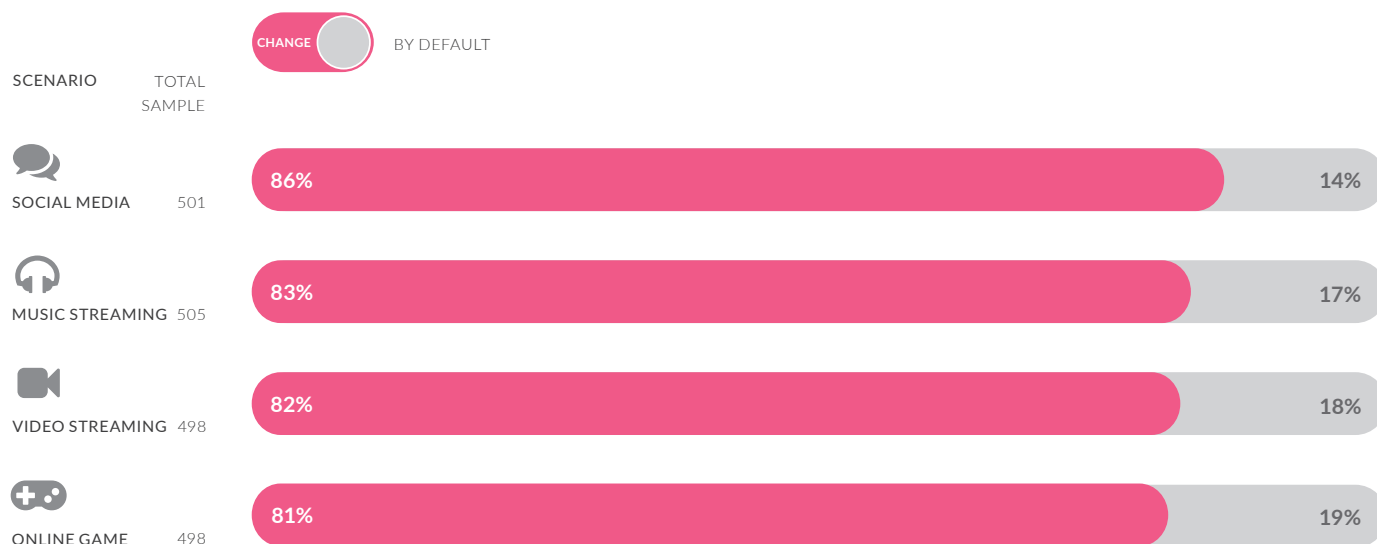 CHANGE BY DEFAULT
SCENARIO TOTAL
SAMPLE
86% 14%
SOCIAL MEDIA 501
83% 17%
MUSIC STREAMING 505
82% 18%
VIDEO STREAMING 498
81% 19%
ONLINE GAME 498